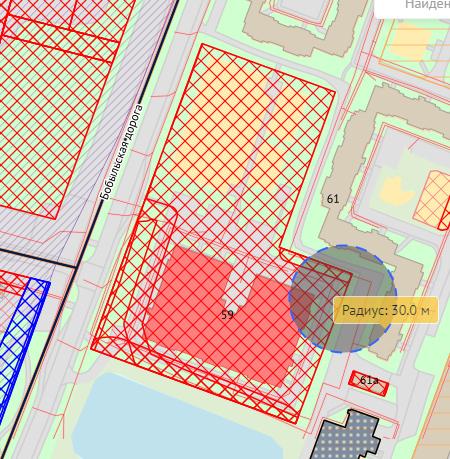 Найден
Бобыльская дорога
61
Радиус: 30.0 м
59
61а